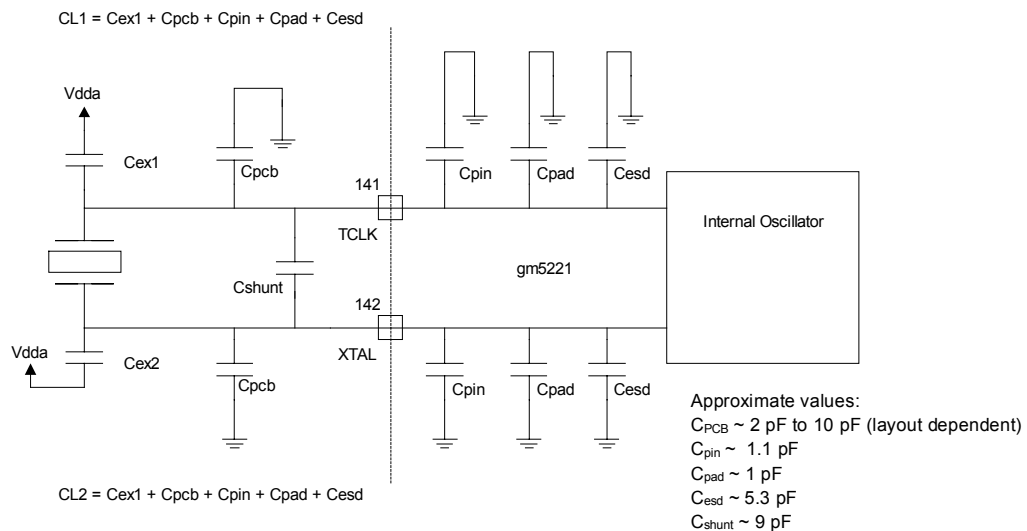 CL1 = Cex1 + Cpcb + Cpin + Cpad + Cesd
Vdda
Cex1
Cpcb
Cpin
Cpad
Cesd
141
TCLK
Internal Oscillator
gm5221
Cshunt
142
XTAL
Vdda
Cex2
Cpcb
Cpin
Cpad
Cesd
Approximate values:
CPCB ~ 2 pF to 10 pF (layout dependent)
Cpin ~ 1.1 pF
Cpad ~ 1 pF
Cesd ~ 5.3 pF
Cshunt ~ 9 pF
CL2 = Cex1 + Cpcb + Cpin + Cpad + Cesd